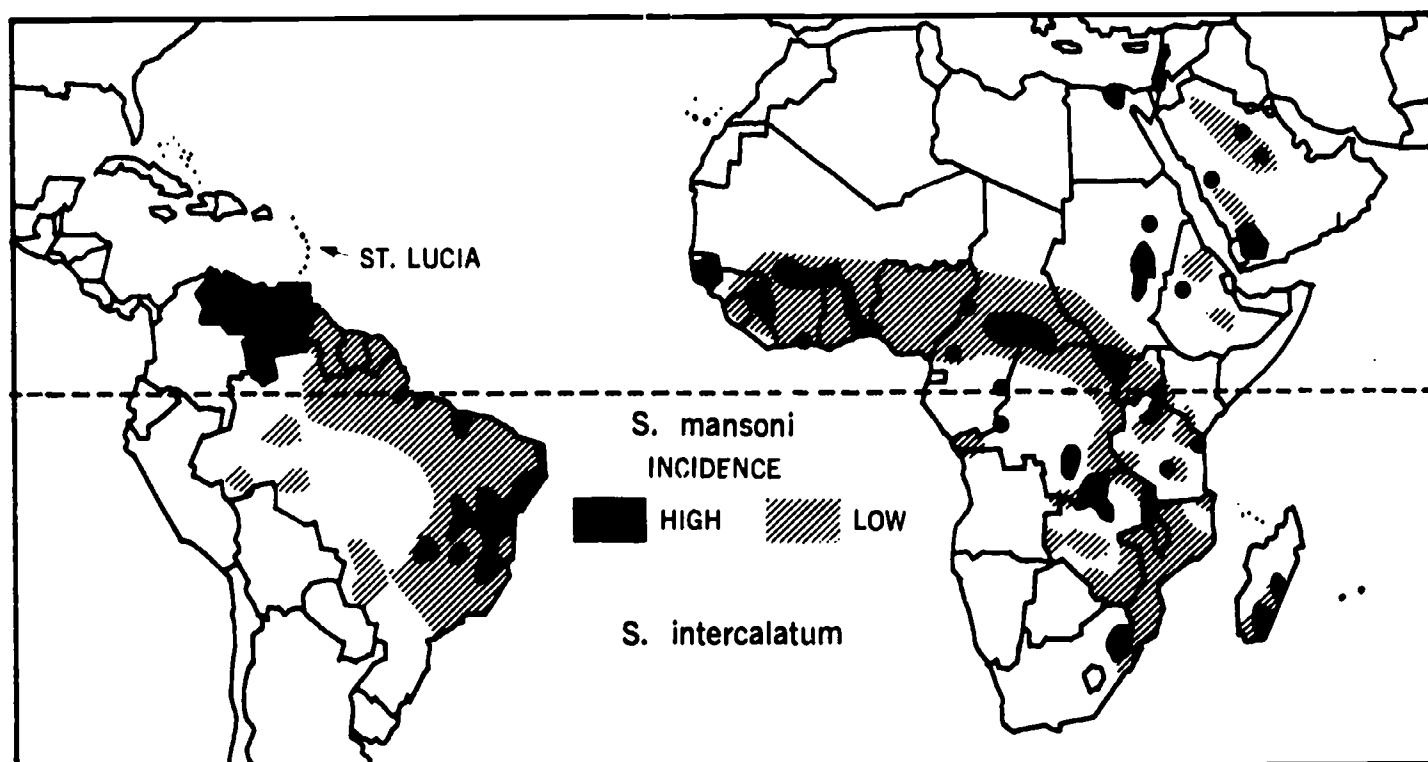 ST. LUCIA
S. mansoni
INCIDENCE
HIGH
LOW
S. intercalatum